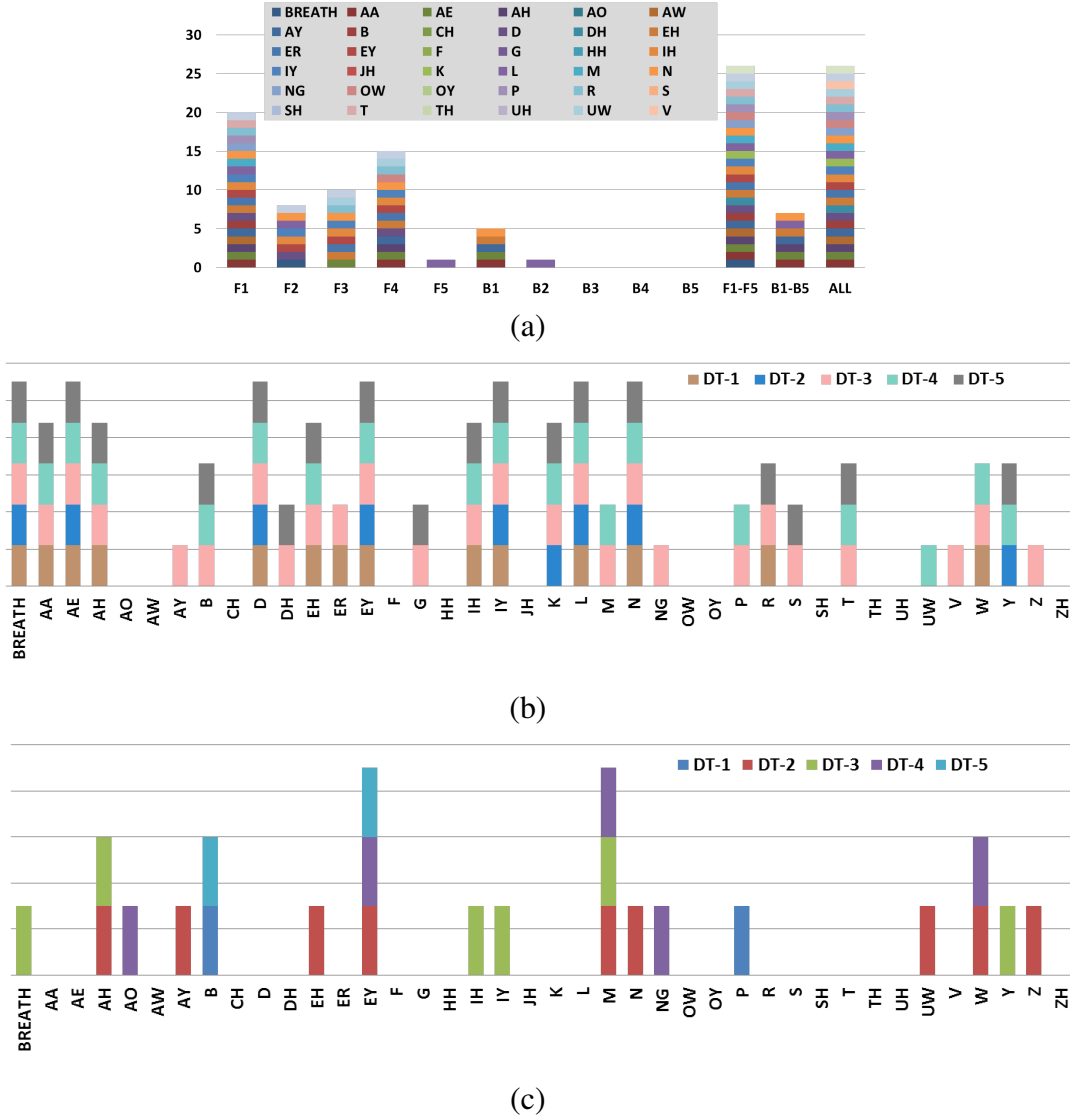 BREATH AA AE AH AO AW
30
AY B CH D DH EH
ER EY F G HH IH
25
IY JH K L M N
NG OW OY P R S
20
SH T TH UH UW V
15
10
5
0
F1 F2 F3 F4 F5 B1 B2 B3 B4 B5 F1-F5 B1-B5 ALL
(a)
DT-1 DT-2 DT-3 DT-4 DT-5
BREATH AA AE AH AO AW AY B CH D DH EH ER EY F G HH IH IY JH K L M N NG OW OY P R S SH T TH UH UW V W Y Z ZH
(b)
DT-1 DT-2 DT-3 DT-4 DT-5
BREATH AA AE AH AO AW AY B CH D DH EH ER EY F G HH IH IY JH K L M N NG OW OY P R S SH T TH UH UW V W Y Z ZH
(c)